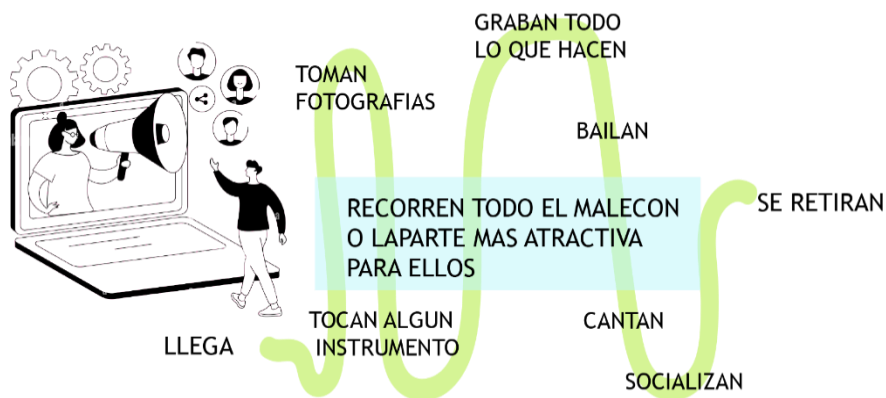 GRABAN TODO
LO QUE HACEN
TOMAN
FOTOGRAFIAS
BAILAN
RECORREN TODO EL MALECON
O LAPARTE MAS ATRACTIVA
PARA ELLOS
SE RETIRAN
TOCAN ALGUN
INSTRUMENTO
CANTAN
LLEGA
SOCIALIZAN